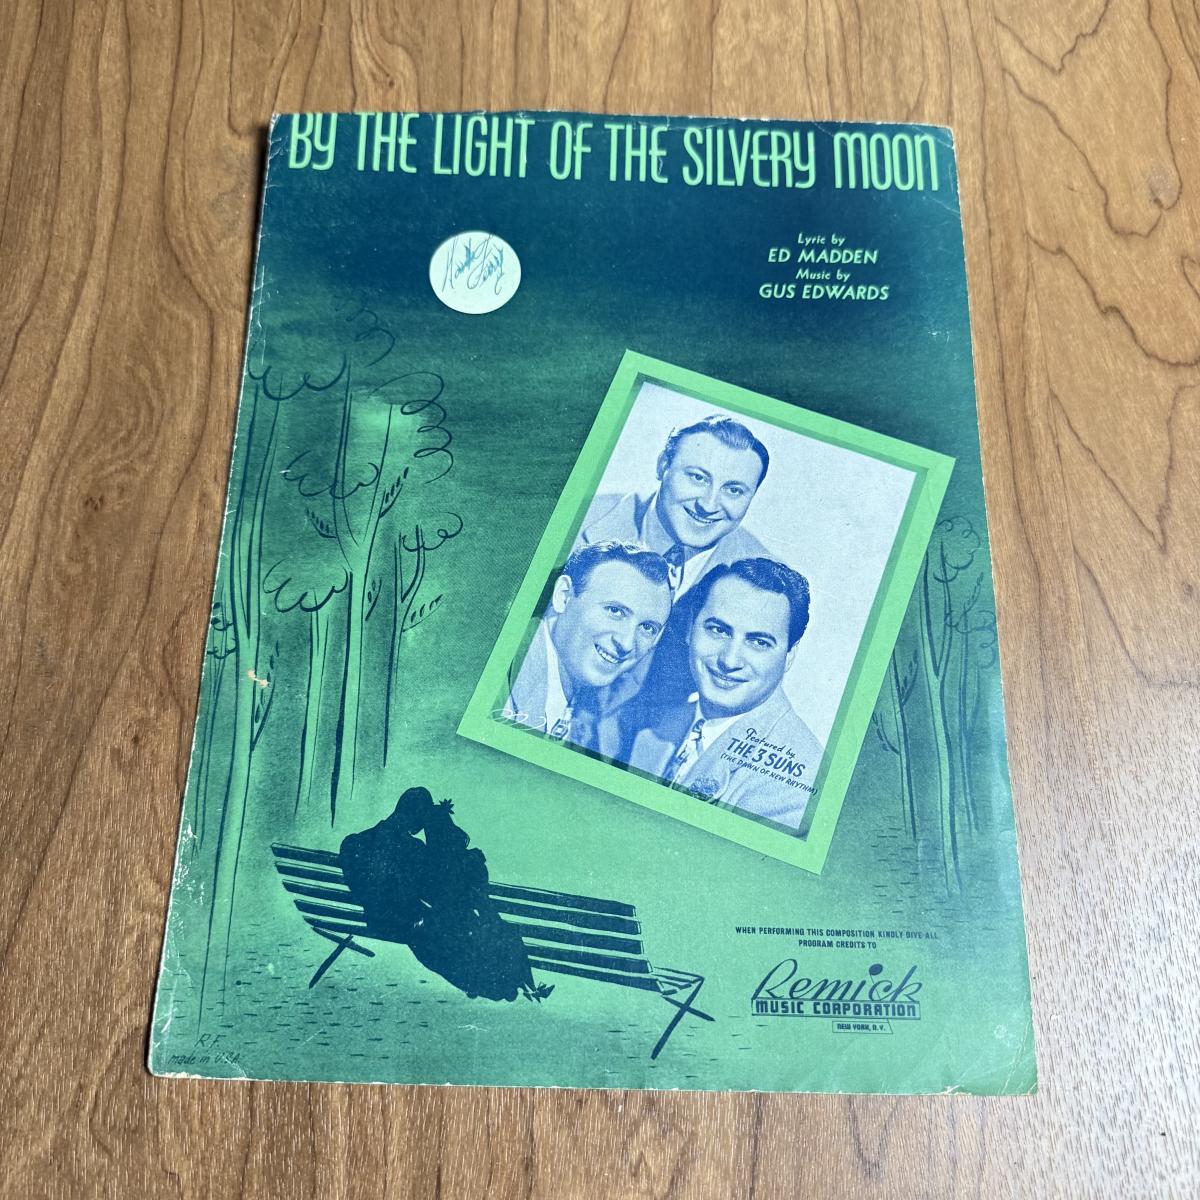 BY THE LIGHT OF THE SILVERY MOON
Lyric by
ED MADDEN
Music by
GUS EDWARDS
Featured by
THE 3 SUNS
(THE DAWN OF NEW RHYTHM)
WHEN PERFORMING THIS COMPOSITION KINDLY GIVE ALL
PROGRAM CREDITS TO
Remick
MUSIC CORPORATION
NEW YORK, N. Y.
R.F.
made in U.S.A.